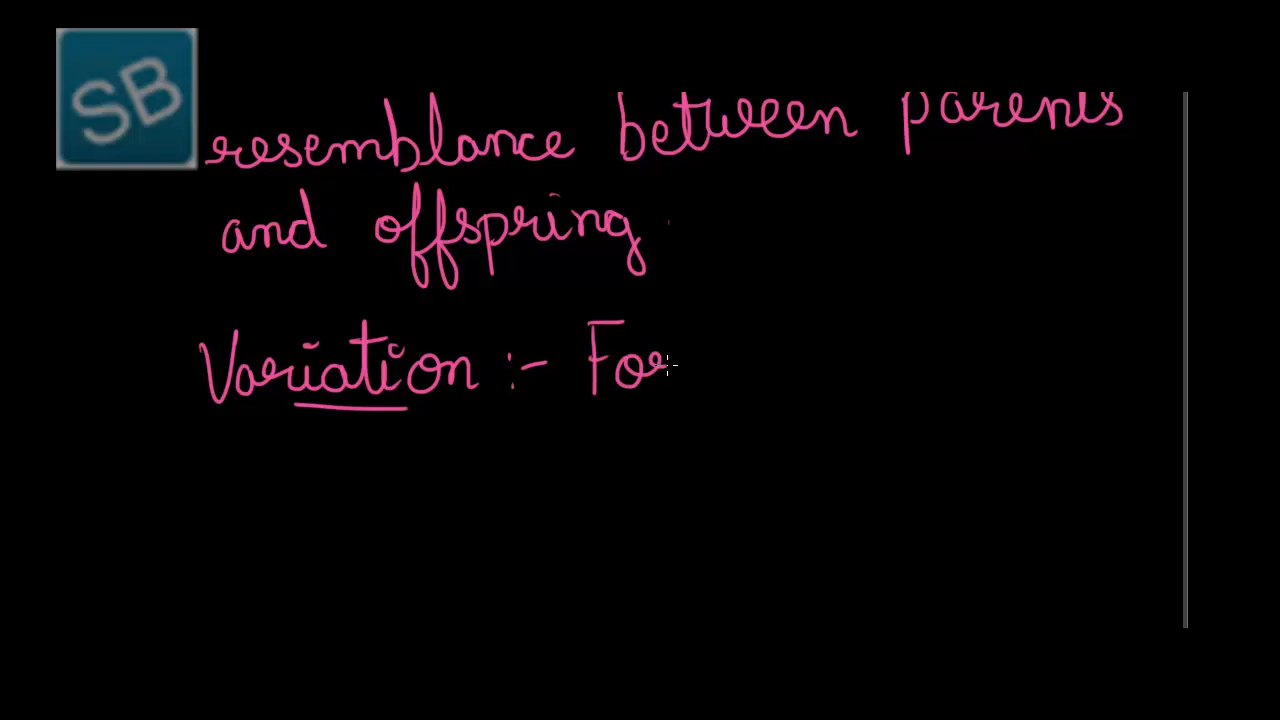 SB
resemblance between parents
and offspring.
Variation :- For